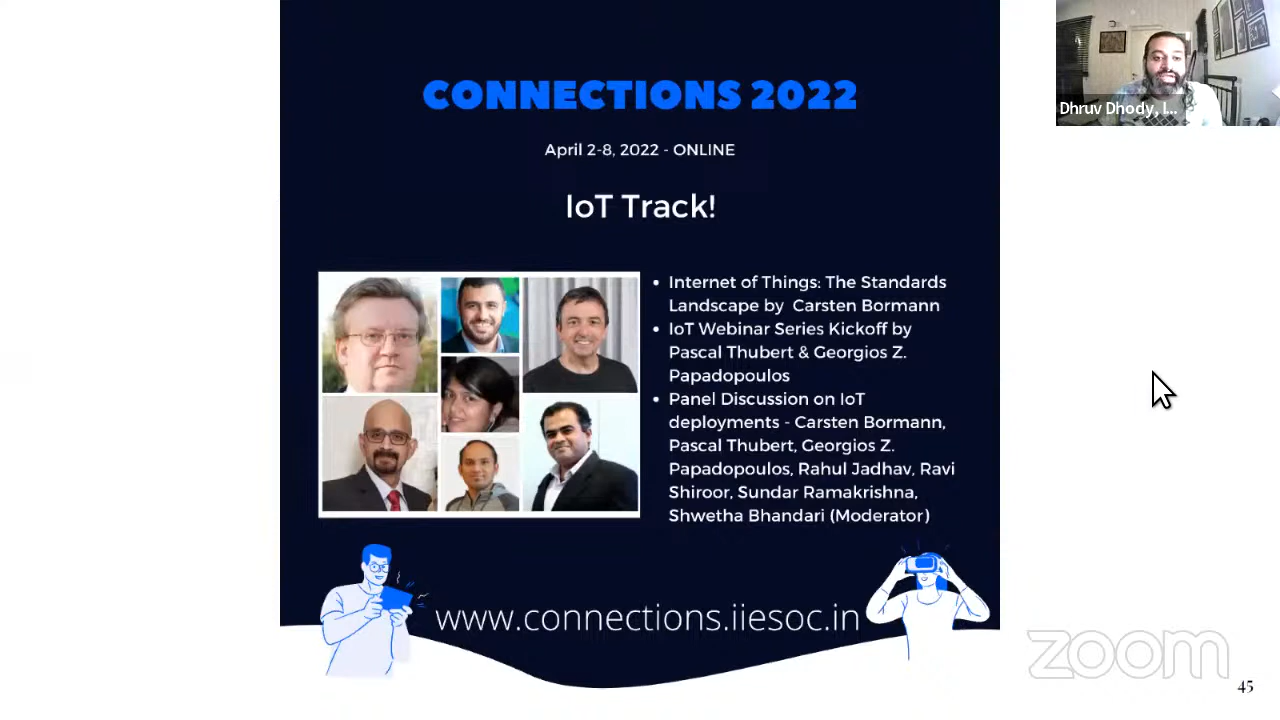 CONNECTIONS 2022
April 2-8, 2022 - ONLINE
IoT Track!
• Internet of Things: The Standards
Landscape by Carsten Bormann
• IoT Webinar Series Kickoff by
Pascal Thubert & Georgios Z.
Papadopoulos
• Panel Discussion on IoT
deployments - Carsten Bormann,
Pascal Thubert, Georgios Z.
Papadopoulos, Rahul Jadhav, Ravi
Shiroor, Sundar Ramakrishna,
Shwetha Bhandari (Moderator)
www.connections.iiesoc.in
Dhruv Dhody, I...
zoom
45